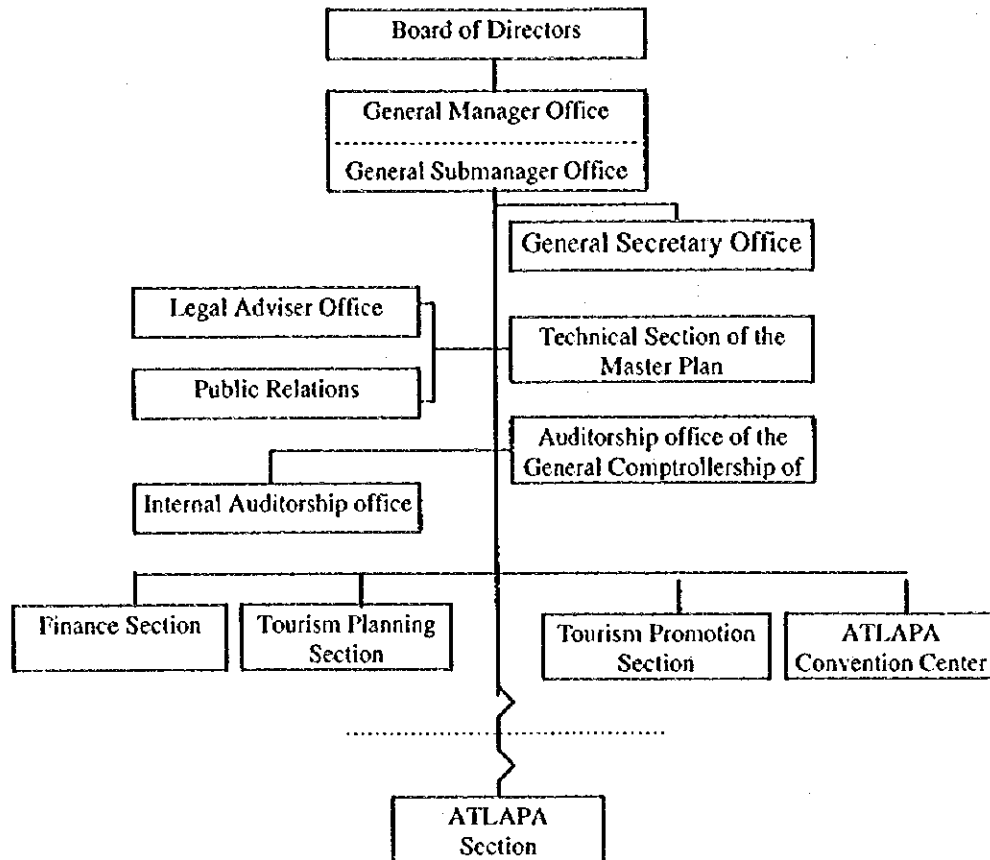 Board of Directors
General Manager Office
General Submanager Office
General Secretary Office
Legal Adviser Office
Technical Section of the
Master Plan
Public Relations
Auditorship office of the
General Comptrollership of
Internal Auditorship office
Finance Section
Tourism Planning
Section
Tourism Promotion
Section
ATLAPA
Convention Center
ATLAPA
Section